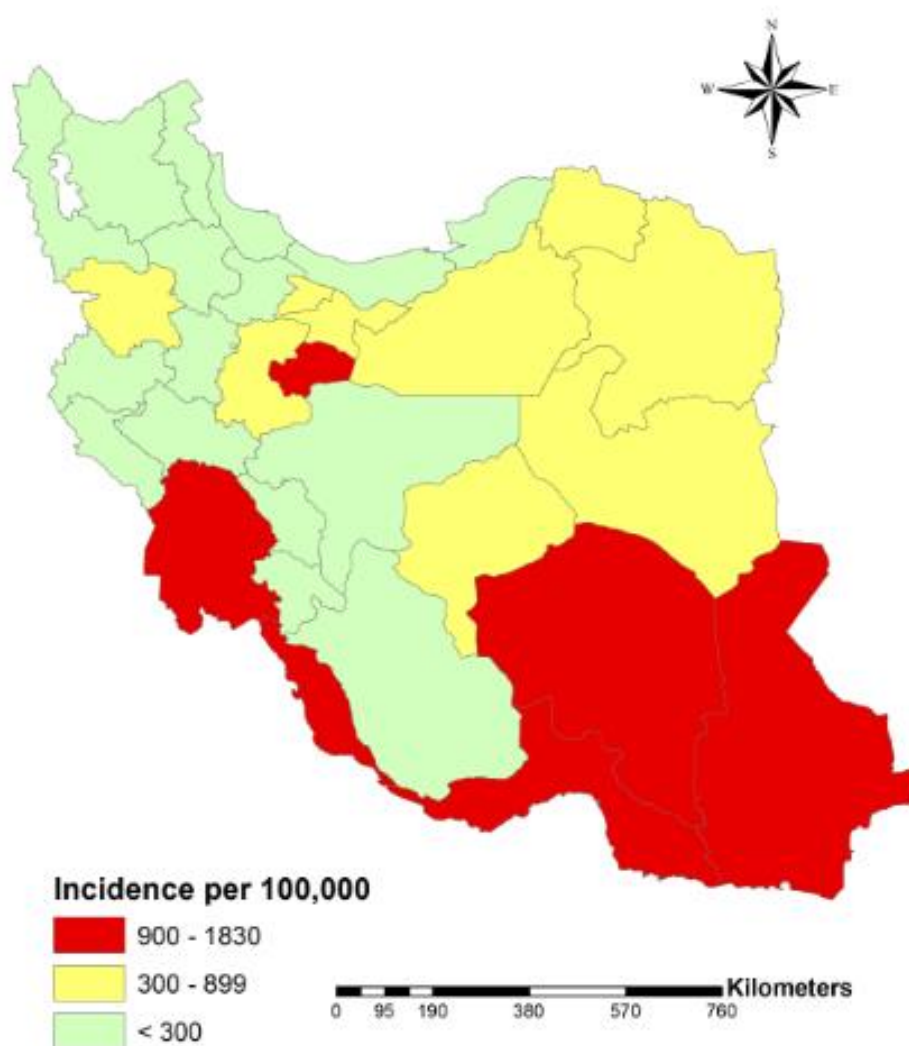 N
W E
S
Incidence per 100,000
900 - 1830
300 - 899
< 300
Kilometers
0 95 190 380 570 760